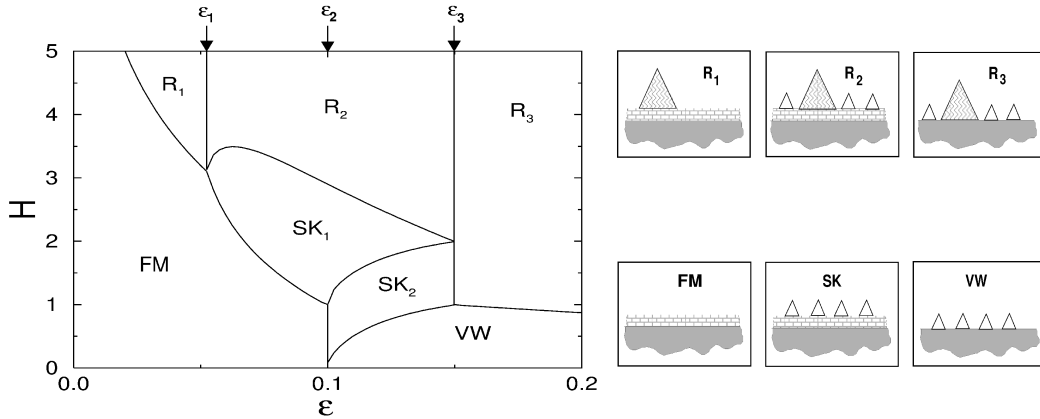 ε₁ ε₂ ε₃
5
4
3
2
1
0
H
0.0 0.1 0.2
ε
R₁
R₂
R₃
SK₁
SK₂
FM
VW
R₁ R₂ R₃
FM SK VW